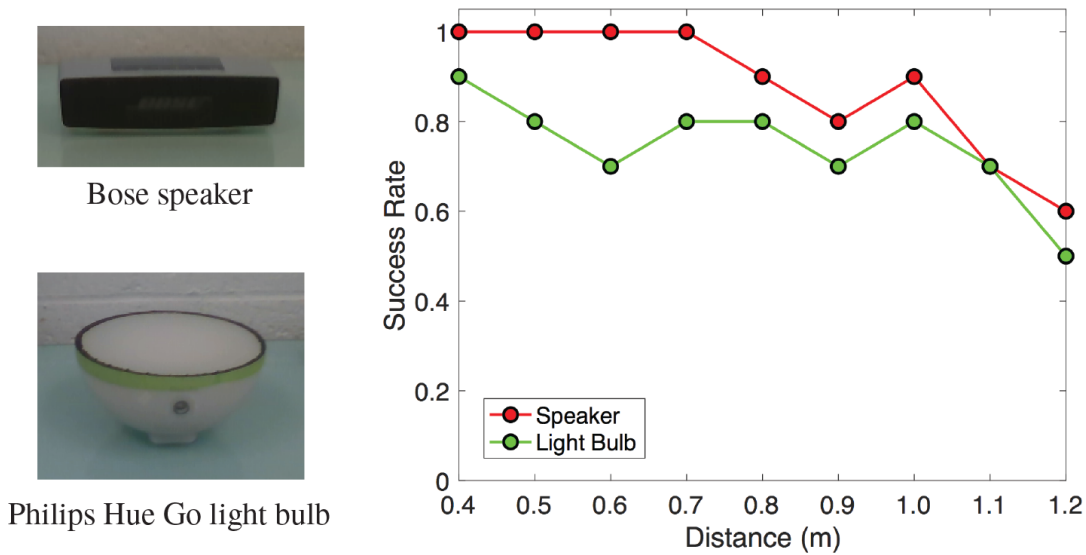 BOSE
Bose speaker
Philips Hue Go light bulb
Success Rate
1
0.8
0.6
0.4
0.2
0
Speaker
Light Bulb
0.4 0.5 0.6 0.7 0.8 0.9 1.0 1.1 1.2
Distance (m)